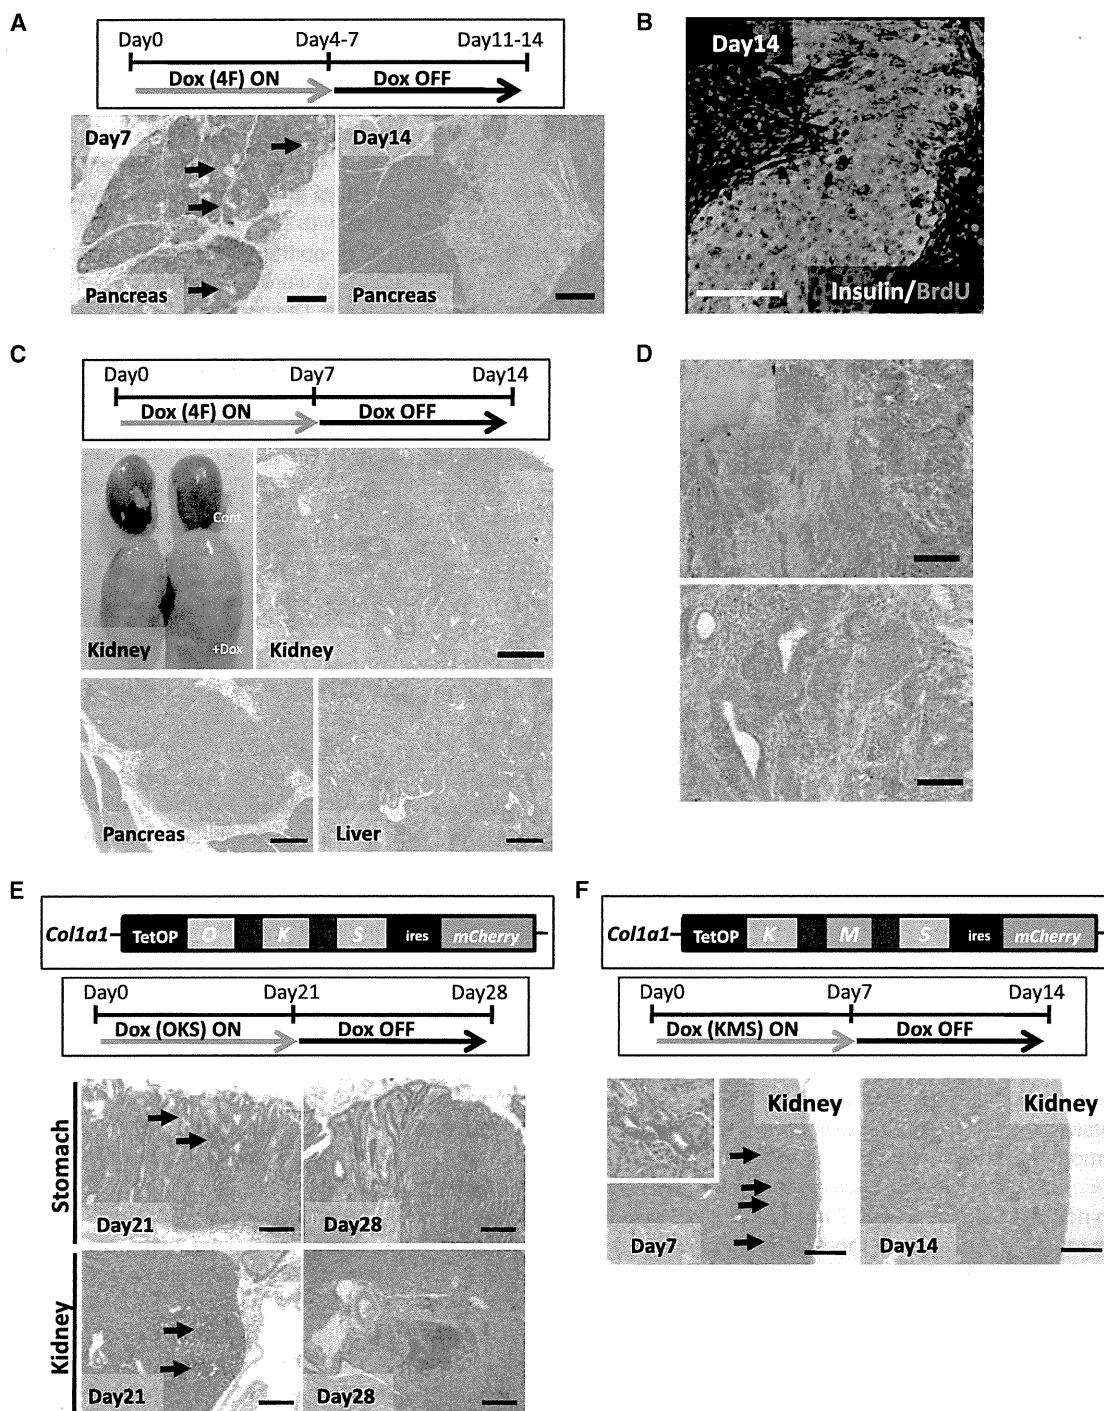 A
Day0 Day4-7 Day11-14
Dox (4F) ON Dox OFF
Day7 Day14
Pancreas Pancreas
B
Day14
Insulin/BrdU
C
Day0 Day7 Day14
Dox (4F) ON Dox OFF
Cont.
Kidney +Dox Kidney
Pancreas Liver
D
E
Col1a1 TetOP O K S ires mCherry
Day0 Day21 Day28
Dox (OKS) ON Dox OFF
Stomach
Day21 Day28
Kidney
Day21 Day28
F
Col1a1 TetOP K M S ires mCherry
Day0 Day7 Day14
Dox (KMS) ON Dox OFF
Kidney Kidney
Day7 Day14